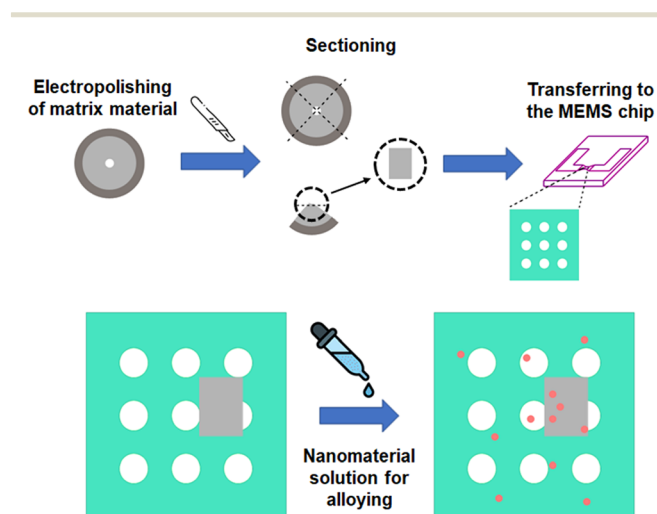 Sectioning
Electropolishing
of matrix material
Transferring to
the MEMS chip
Nanomaterial
solution for
alloying